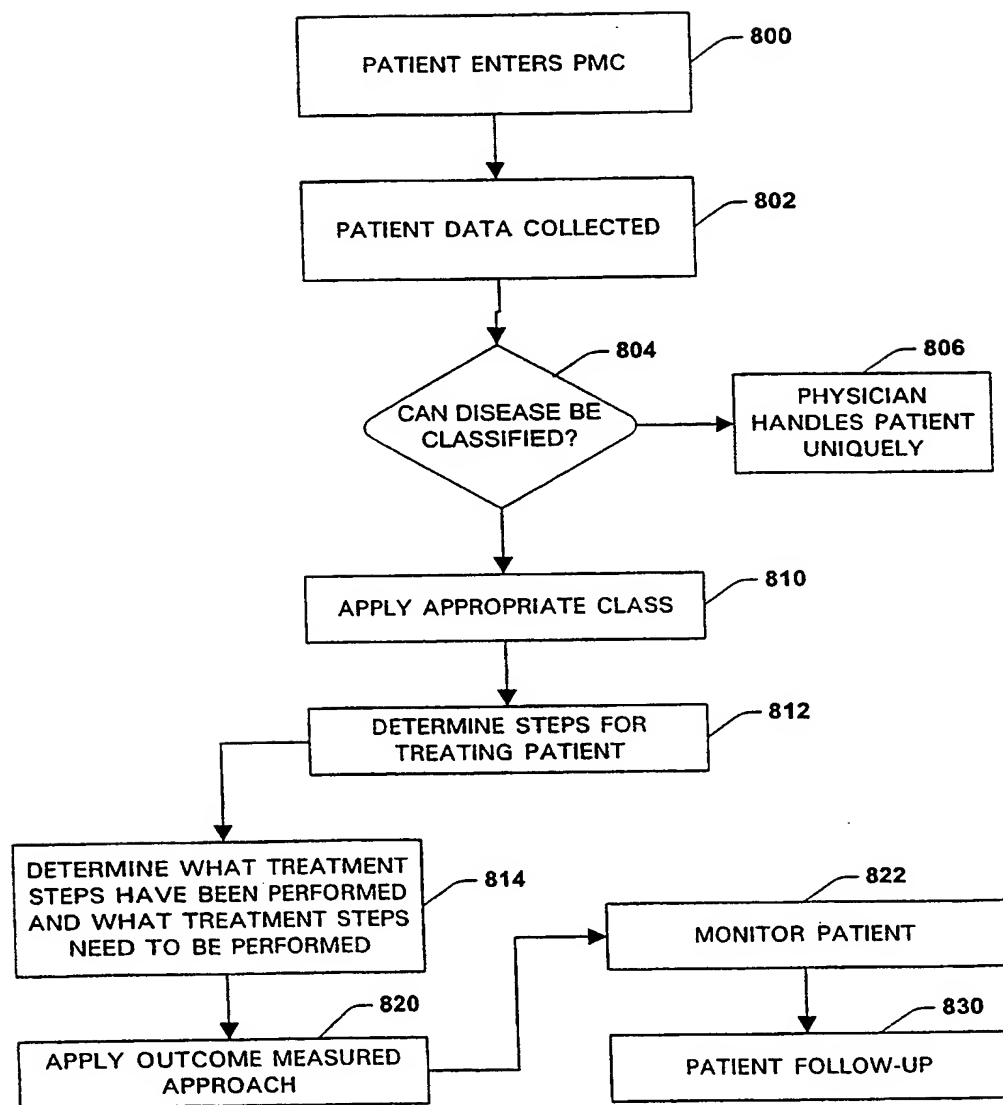 PATIENT ENTERS PMC
800
PATIENT DATA COLLECTED
802
CAN DISEASE BE
CLASSIFIED?
804
PHYSICIAN
HANDLES PATIENT
UNIQUELY
806
APPLY APPROPRIATE CLASS
810
DETERMINE STEPS FOR
TREATING PATIENT
812
DETERMINE WHAT TREATMENT
STEPS HAVE BEEN PERFORMED
AND WHAT TREATMENT STEPS
NEED TO BE PERFORMED
814
APPLY OUTCOME MEASURED
APPROACH
820
MONITOR PATIENT
822
PATIENT FOLLOW-UP
830